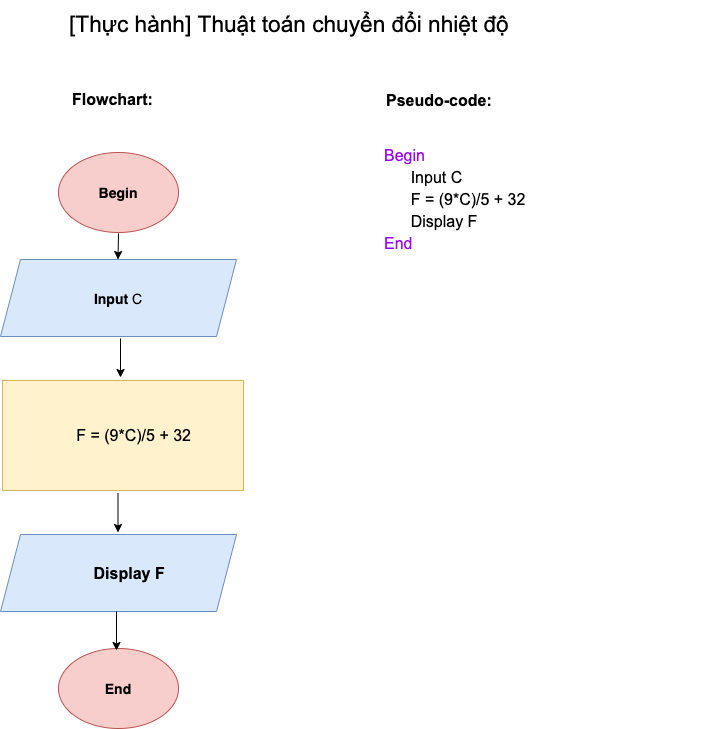 [Thực hành] Thuật toán chuyển đổi nhiệt độ
Flowchart:
Begin
Input C
F = (9*C)/5 + 32
Display F
End
Pseudo-code:
Begin
Input C
F = (9*C)/5 + 32
Display F
End